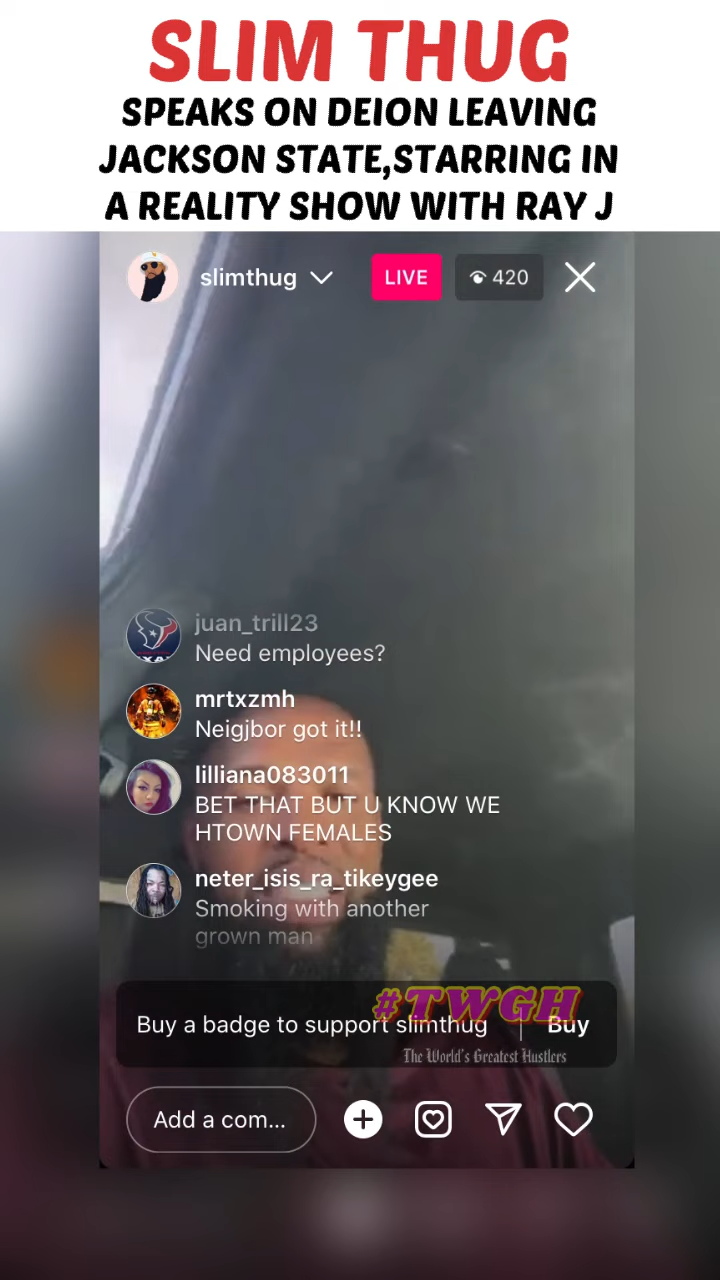 SLIM THUG
SPEAKS ON DEION LEAVING
JACKSON STATE,STARRING IN
A REALITY SHOW WITH RAY J
slimthug
LIVE
420
juan_trill23
Need employees?
mrtxzmh
Neigjbor got it!!
lilliana083011
BET THAT BUT U KNOW WE
HTOWN FEMALES
neter_isis_ra_tikeygee
Smoking with another
grown man
#TWGH
Buy a badge to support slimthug | Buy
The World's Greatest Hustlers
Add a com...